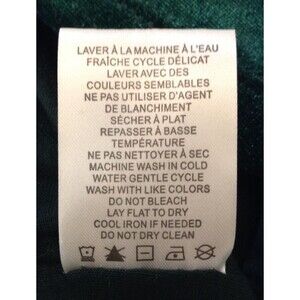 LAVER À LA MACHINE À L'EAU
FRAÎCHE CYCLE DÉLICAT
LAVER AVEC DES
COULEURS SEMBLABLES
NE PAS UTILISER D'AGENT
DE BLANCHIMENT
SÉCHER À PLAT
REPASSER À BASSE
TEMPÉRATURE
NE PAS NETTOYER À SEC
MACHINE WASH IN COLD
WATER GENTLE CYCLE
WASH WITH LIKE COLORS
DO NOT BLEACH
LAY FLAT TO DRY
COOL IRON IF NEEDED
DO NOT DRY CLEAN